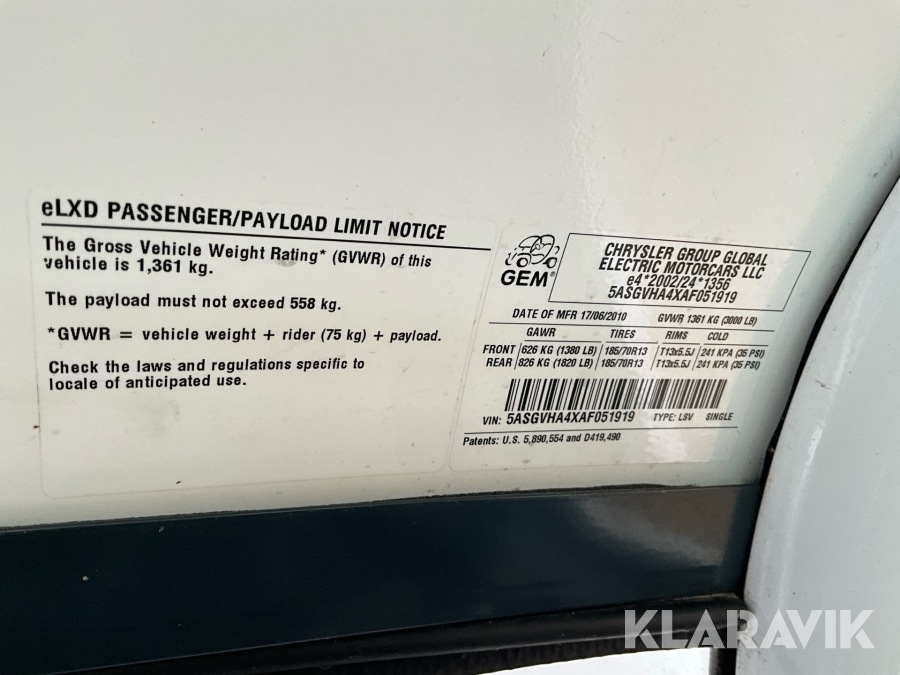 eLXD PASSENGER/PAYLOAD LIMIT NOTICE
The Gross Vehicle Weight Rating* (GVWR) of this
vehicle is 1,361 kg.
The payload must not exceed 558 kg.
*GVWR = vehicle weight + rider (75 kg) + payload.
Check the laws and regulations specific to
locale of anticipated use.
GEM®
CHRYSLER GROUP GLOBAL
ELECTRIC MOTORCARS LLC
e4*2002/24*1356
5ASGVHA4XAF051919
DATE OF MFR 17/06/2010 GVWR 1361 KG (3000 LB)
GAWR TIRES RIMS COLD
FRONT 626 KG (1380 LB) 185/70R13 T13x5.5J 241 KPA (35 PSI)
REAR 826 KG (1820 LB) 185/70R13 T13x5.5J 241 KPA (35 PSI)
VIN: 5ASGVHA4XAF051919 TYPE: LSV SINGLE
Patents: U.S. 5,890,554 and D419,490
KLARAVIK